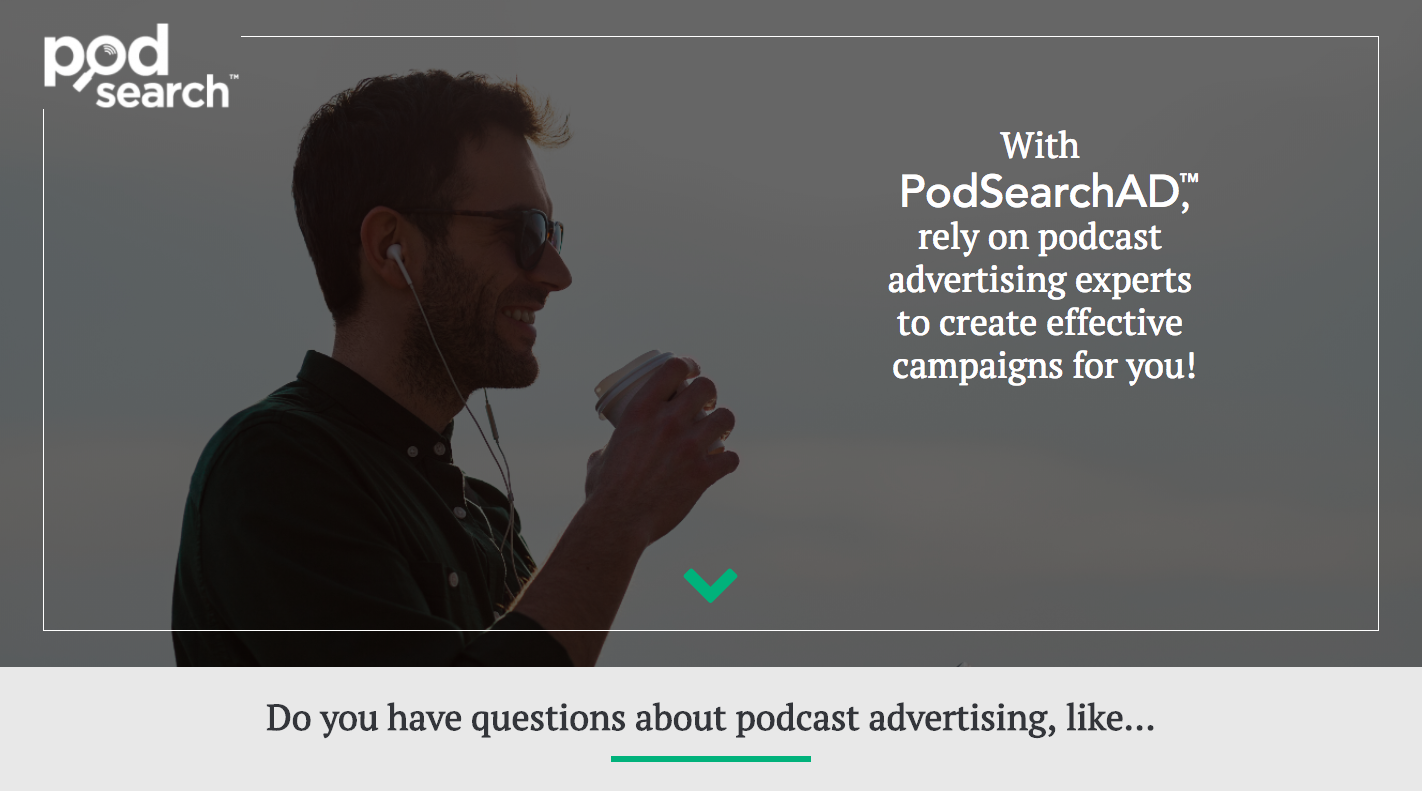 pod
search™
With
PodSearchAD,™
rely on podcast
advertising experts
to create effective
campaigns for you!
Do you have questions about podcast advertising, like...